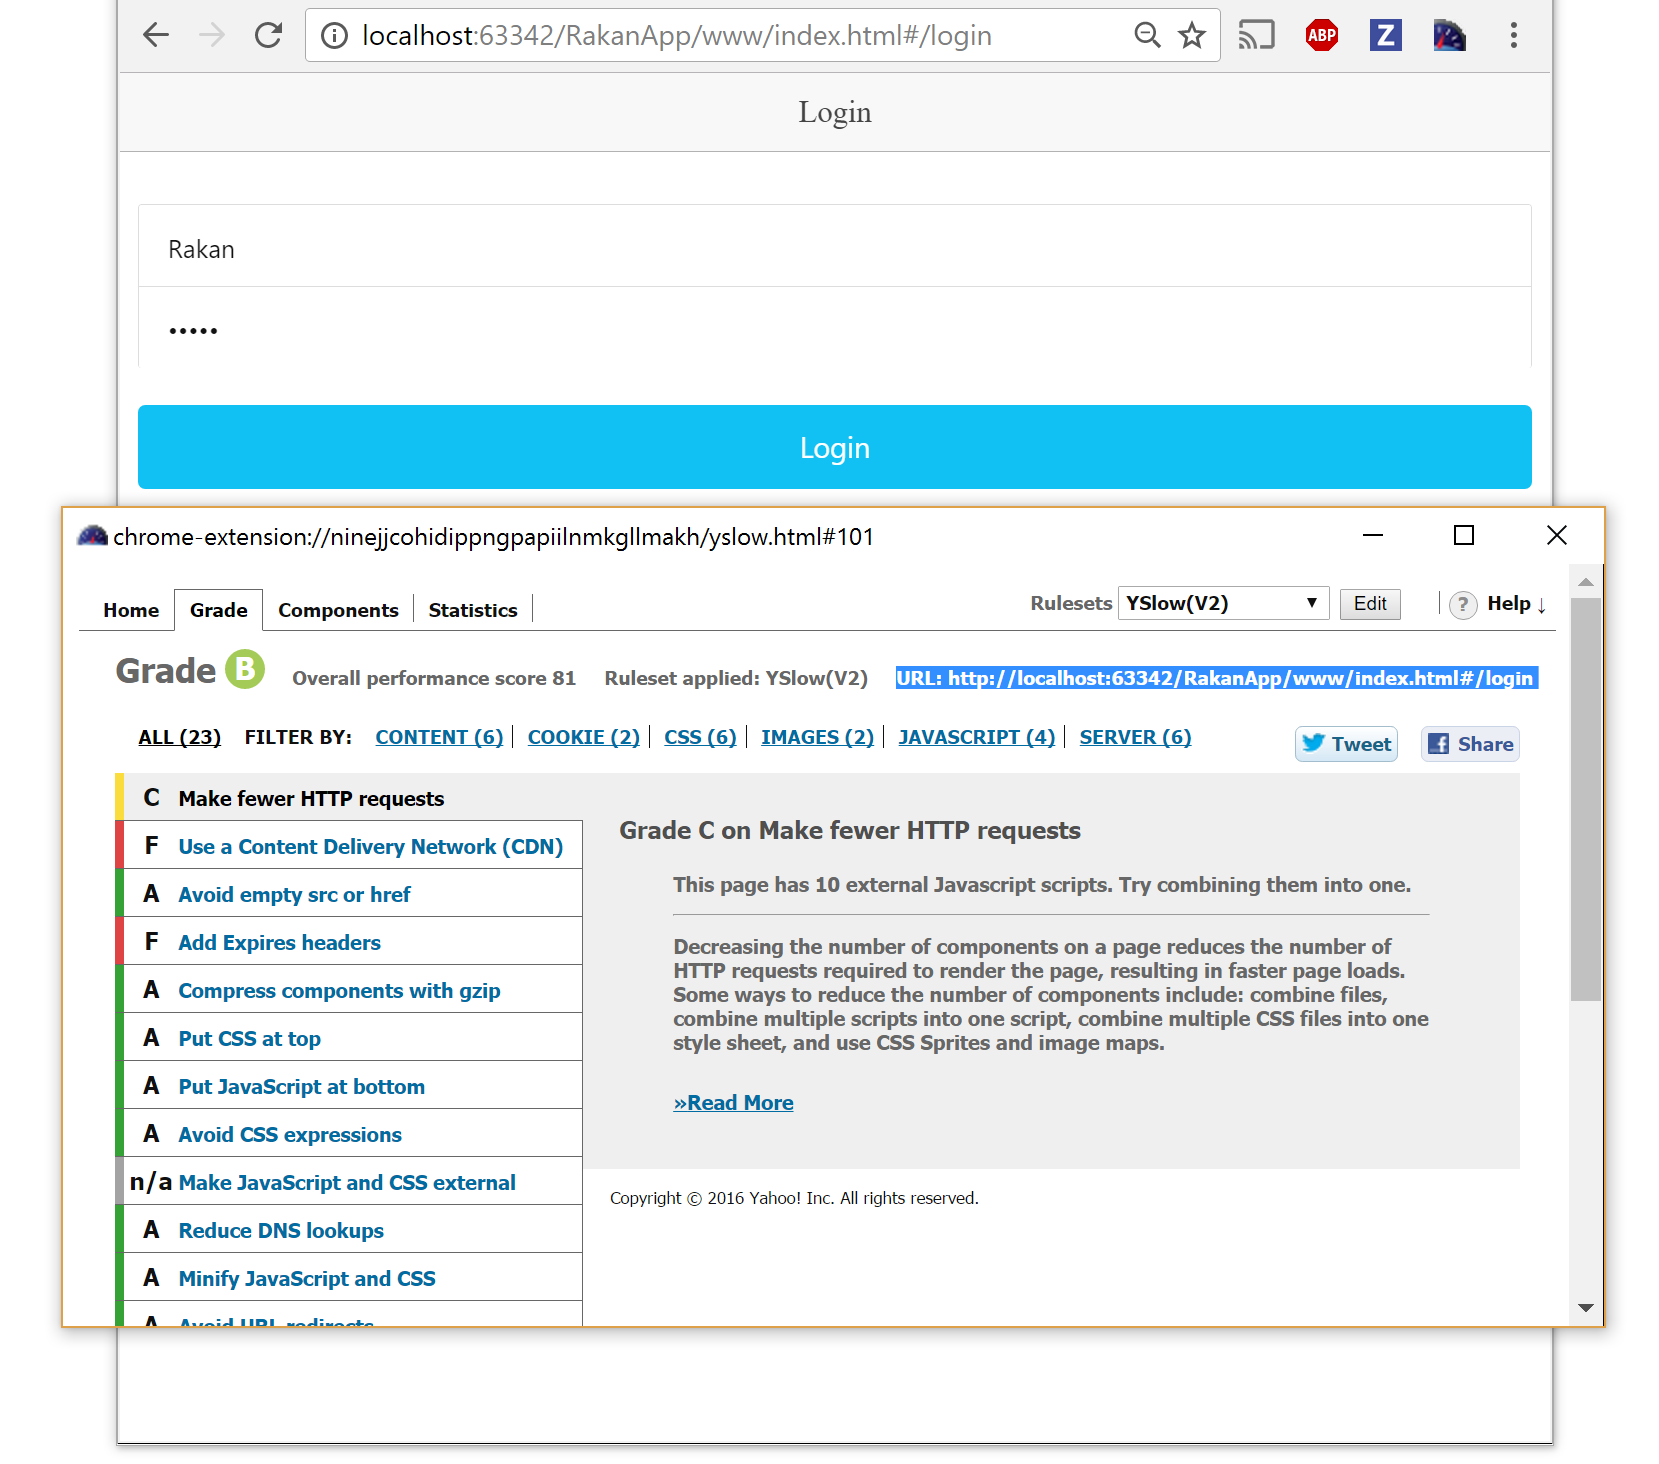 localhost:63342/RakanApp/www/index.html#/login
ABP
Z
Login
Rakan
•••••
Login
chrome-extension://ninejjcohidippngpapiilnmkgllmakh/yslow.html#101
Home Grade Components Statistics Rulesets YSlow(V2) Edit ? Help ↓
Grade B Overall performance score 81 Ruleset applied: YSlow(V2) URL: http://localhost:63342/RakanApp/www/index.html#/login
ALL (23) FILTER BY: CONTENT (6) COOKIE (2) CSS (6) IMAGES (2) JAVASCRIPT (4) SERVER (6) Tweet Share
C Make fewer HTTP requests
F Use a Content Delivery Network (CDN)
A Avoid empty src or href
F Add Expires headers
A Compress components with gzip
A Put CSS at top
A Put JavaScript at bottom
A Avoid CSS expressions
n/a Make JavaScript and CSS external
A Reduce DNS lookups
A Minify JavaScript and CSS
A Avoid URL redirects
Grade C on Make fewer HTTP requests
This page has 10 external Javascript scripts. Try combining them into one.
Decreasing the number of components on a page reduces the number of
HTTP requests required to render the page, resulting in faster page loads.
Some ways to reduce the number of components include: combine files,
combine multiple scripts into one script, combine multiple CSS files into one
style sheet, and use CSS Sprites and image maps.
»Read More
Copyright © 2016 Yahoo! Inc. All rights reserved.